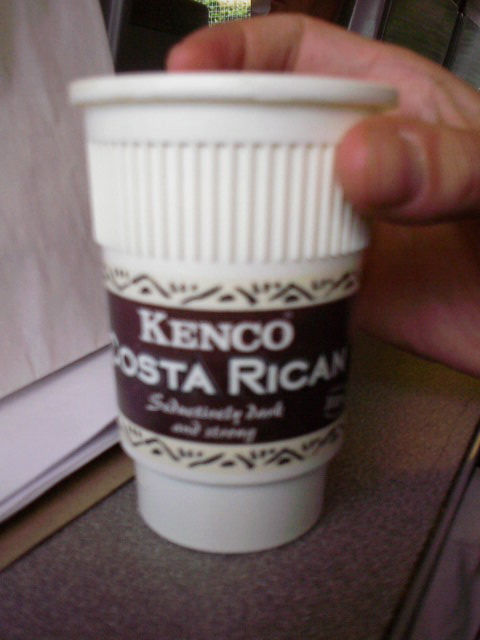 KENCO
COSTA RICAN
Seductively dark
and strong